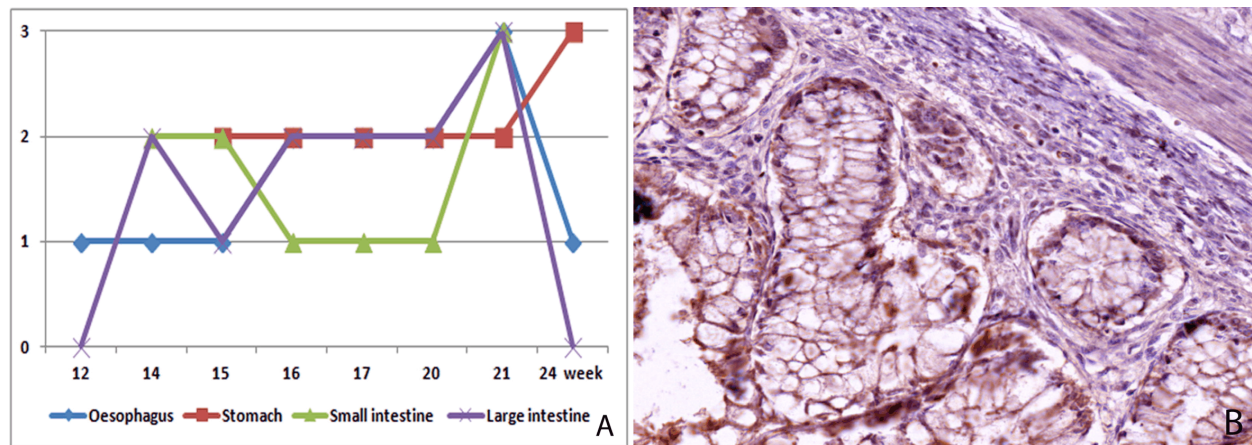 3
2
1
0
12 14 15 16 17 20 21 24 week
Oesophagus Stomach Small intestine Large intestine A
B